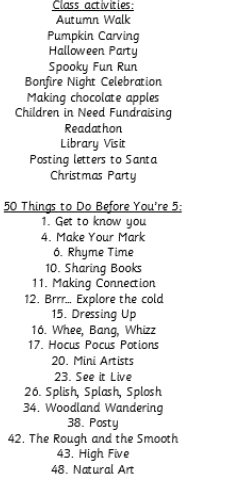 Class activities:
Autumn Walk
Pumpkin Carving
Halloween Party
Spooky Fun Run
Bonfire Night Celebration
Making chocolate apples
Children in Need Fundraising
Readathon
Library Visit
Posting letters to Santa
Christmas Party
50 Things to Do Before You're 5:
1. Get to know you
4. Make Your Mark
6. Rhyme Time
10. Sharing Books
11. Making Connection
12. Brrr... Explore the cold
15. Dressing Up
16. Whee, Bang, Whizz
17. Hocus Pocus Potions
20. Mini Artists
23. See it Live
26. Splish, Splash, Splosh
34. Woodland Wandering
38. Posty
42. The Rough and the Smooth
43. High Five
48. Natural Art